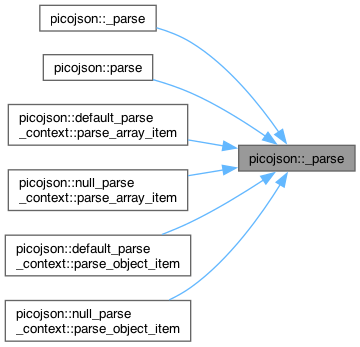 picojson::_parse
picojson::parse
picojson::default_parse
_context::parse_array_item
picojson::_parse
picojson::null_parse
_context::parse_array_item
picojson::default_parse
_context::parse_object_item
picojson::null_parse
_context::parse_object_item